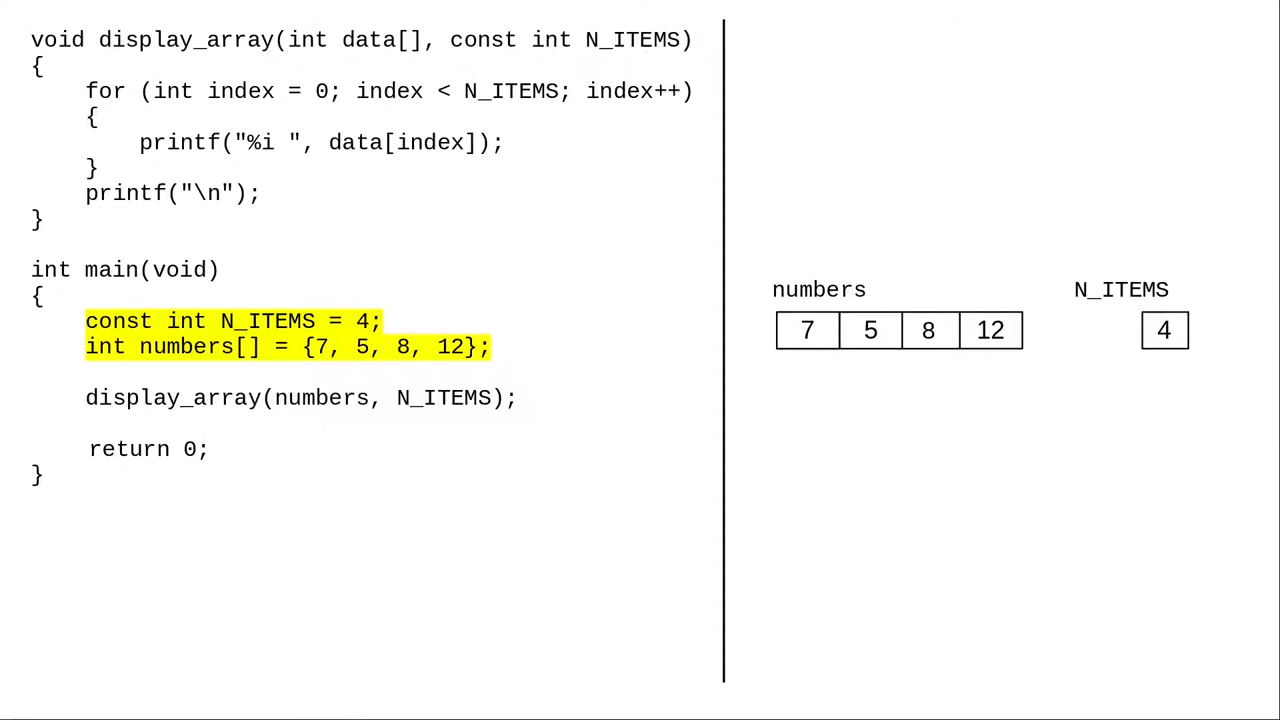 void display_array(int data[], const int N_ITEMS)
{
    for (int index = 0; index < N_ITEMS; index++)
    {
        printf("%i ", data[index]);
    }
    printf("\n");
}
int main(void)
{
    const int N_ITEMS = 4;
    int numbers[] = {7, 5, 8, 12};
    display_array(numbers, N_ITEMS);
    return 0;
}
numbers N_ITEMS
7 5 8 12 4